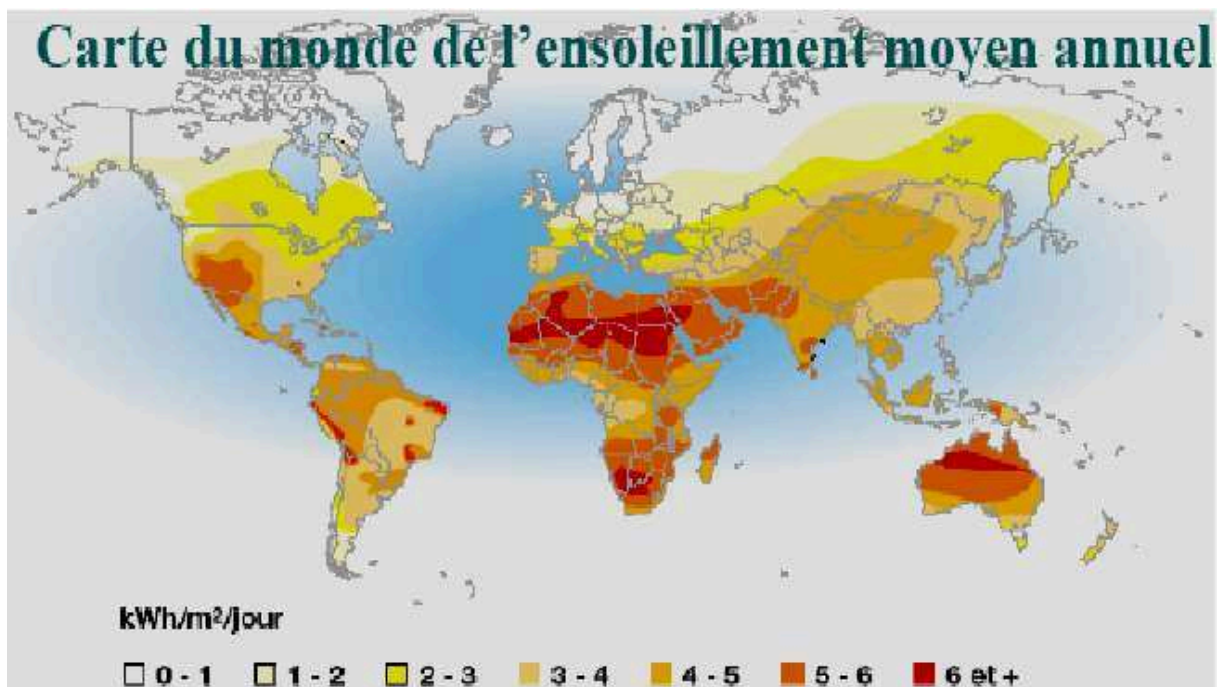 Carte du monde de l’ensoleillement moyen annuel
kWh/m²/jour
0 - 1 1 - 2 2 - 3 3 - 4 4 - 5 5 - 6 6 et +